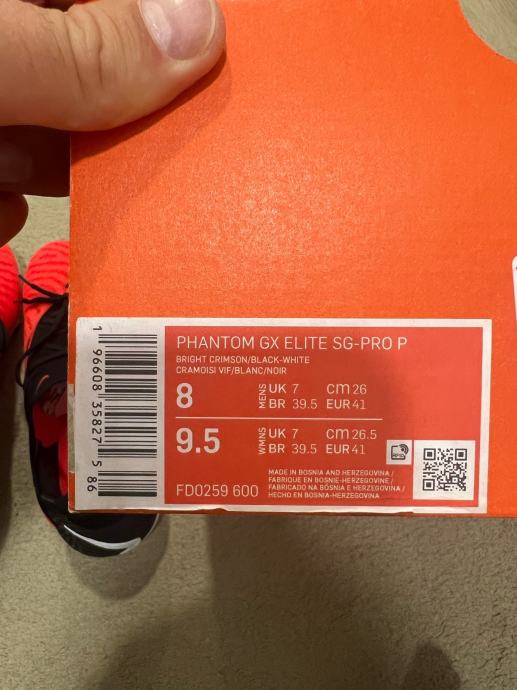 PHANTOM GX ELITE SG-PRO P
BRIGHT CRIMSON/BLACK-WHITE
CRAMOISI VIF/BLANC/NOIR
8 MENS UK 7 cm 26
BR 39.5 EUR 41
9.5 WMNS UK 7 cm 26.5
BR 39.5 EUR 41
MADE IN BOSNIA AND HERZEGOVINA /
FABRIQUE EN BOSNIE-HERZEGOVINE /
FABRICADO NA BÓSNIA E HERZEGOVINA /
HECHO EN BOSNIA-HERZEGOVINA
FD0259 600
1 96608 35827 5 86